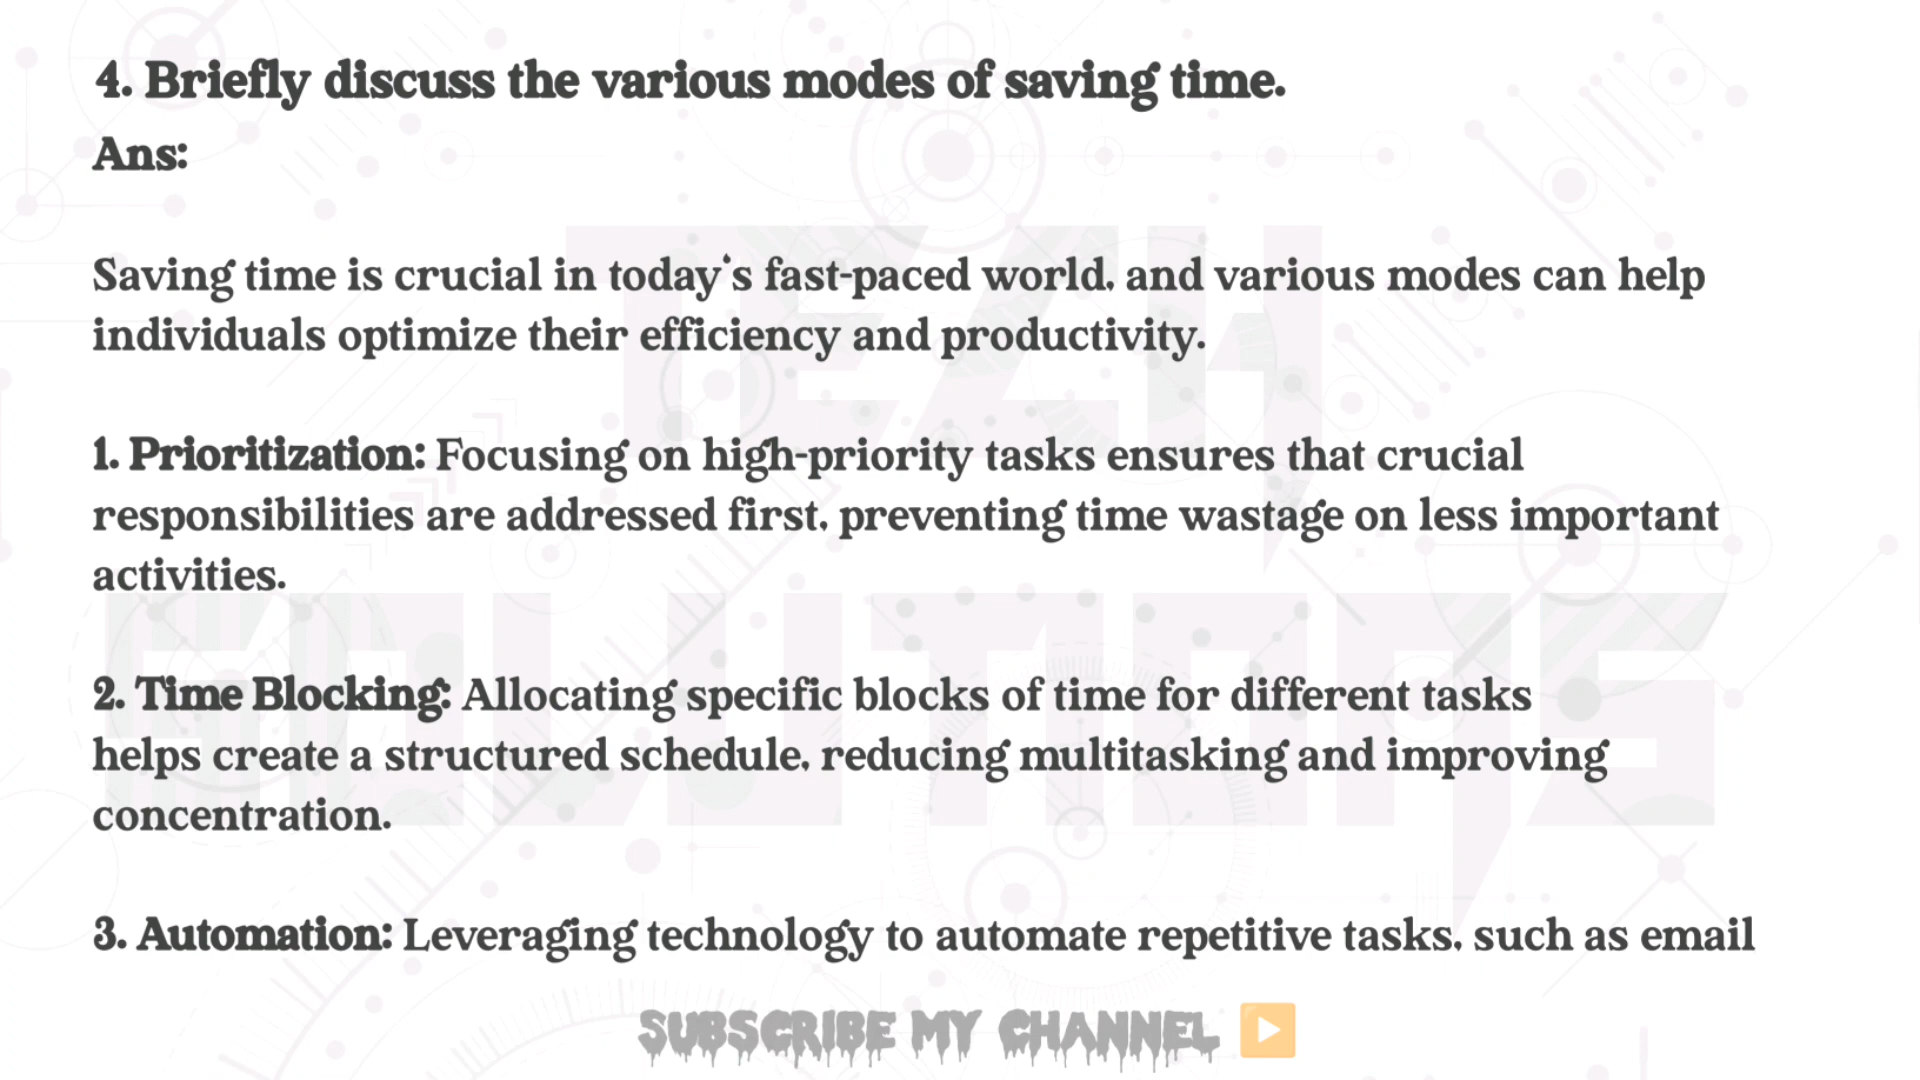 4. Briefly discuss the various modes of saving time.
Ans:
Saving time is crucial in today's fast-paced world, and various modes can help
individuals optimize their efficiency and productivity.
1. Prioritization: Focusing on high-priority tasks ensures that crucial
responsibilities are addressed first, preventing time wastage on less important
activities.
2. Time Blocking: Allocating specific blocks of time for different tasks
helps create a structured schedule, reducing multitasking and improving
concentration.
3. Automation: Leveraging technology to automate repetitive tasks, such as email
SUBSCRIBE MY CHANNEL
TECH
SOLUTIONS